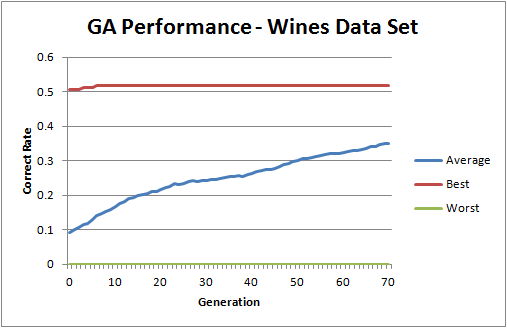 GA Performance - Wines Data Set
0.6
0.5
0.4
0.3
0.2
0.1
0
Correct Rate
0 10 20 30 40 50 60 70
Generation
Average
Best
Worst